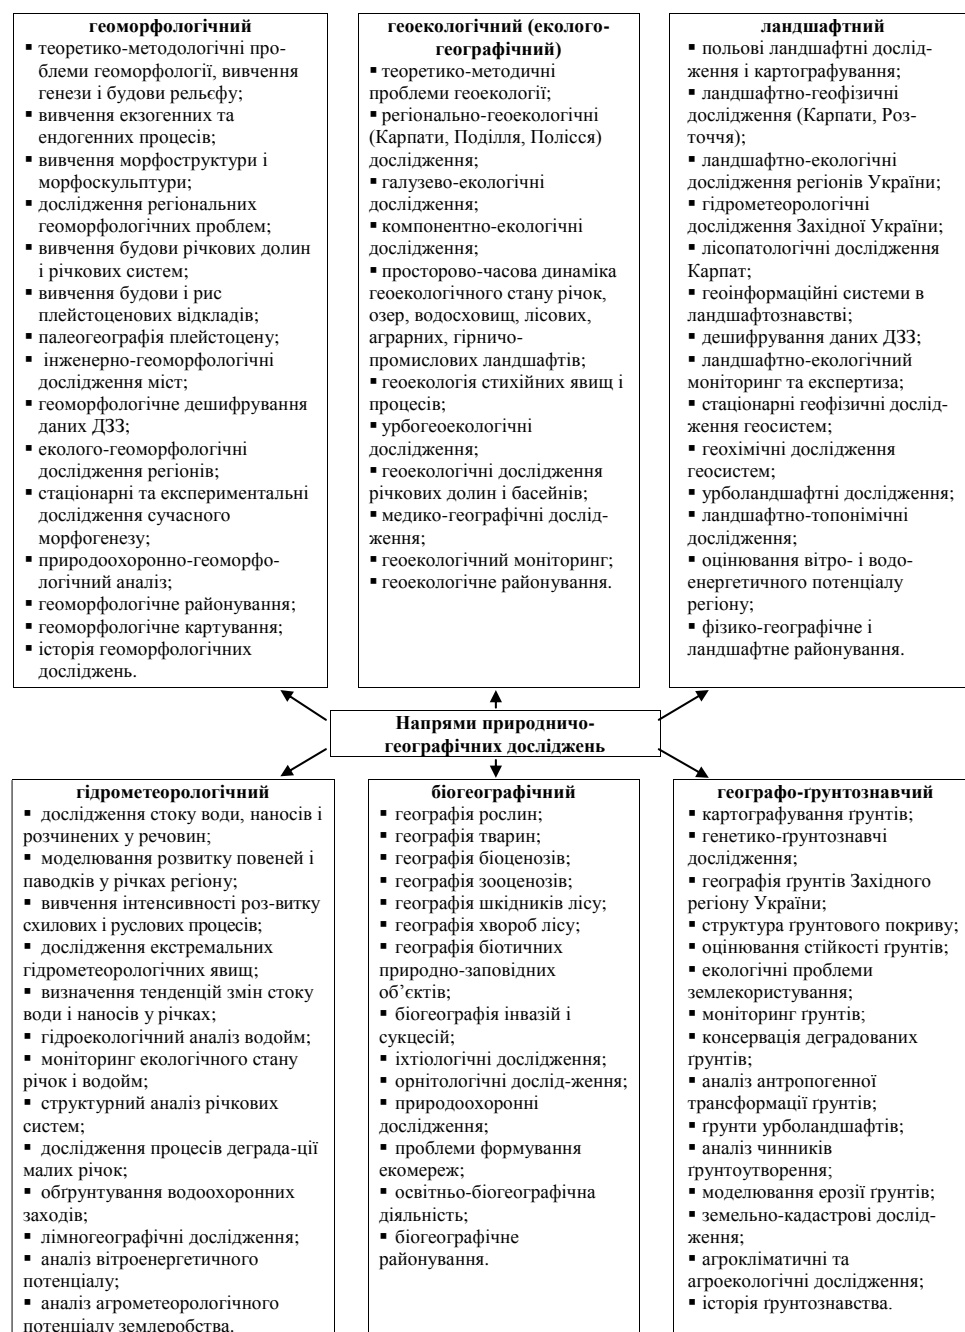 геоморфологічний
▪ теоретико-методологічні про-
блеми геоморфології, вивчення
генези і будови рельєфу;
▪ вивчення екзогенних та
ендогенних процесів;
▪ вивчення морфоструктури і
морфоскульптури;
▪ дослідження регіональних
геоморфологічних проблем;
▪ вивчення будови річкових долин
і річкових систем;
▪ вивчення будови і рис
плейстоценових відкладів;
▪ палеогеографія плейстоцену;
▪ інженерно-геоморфологічні
дослідження міст;
▪ геоморфологічне дешифрування
даних ДЗЗ;
▪ еколого-геоморфологічні
дослідження регіонів;
▪ стаціонарні та експериментальні
дослідження сучасного
морфогенезу;
▪ природоохоронно-геоморфо-
логічний аналіз;
▪ геоморфологічне районування;
▪ геоморфологічне картування;
▪ історія геоморфологічних
досліджень.
геоекологічний (еколого-
географічний)
▪ теоретико-методичні
проблеми геоекології;
▪ регіонально-геоекологічні
(Карпати, Поділля, Полісся)
дослідження;
▪ галузево-екологічні
дослідження;
▪ компонентно-екологічні
дослідження;
▪ просторово-часова динаміка
геоекологічного стану річок,
озер, водосховищ, лісових,
аграрних, гірничо-
промислових ландшафтів;
▪ геоекологія стихійних явищ і
процесів;
▪ урбогеоекологічні
дослідження;
▪ геоекологічні дослідження
річкових долин і басейнів;
▪ медико-географічні дослід-
ження;
▪ геоекологічний моніторинг;
▪ геоекологічне районування.
ландшафтний
▪ польові ландшафтні дослід-
ження і картографування;
▪ ландшафтно-геофізичні
дослідження (Карпати, Роз-
точчя);
▪ ландшафтно-екологічні
дослідження регіонів України;
▪ гідрометеорологічні
дослідження Західної України;
▪ лісопатологічні дослідження
Карпат;
▪ геоінформаційні системи в
ландшафтознавстві;
▪ дешифрування даних ДЗЗ;
▪ ландшафтно-екологічний
моніторинг та експертиза;
▪ стаціонарні геофізичні дослід-
ження геосистем;
▪ геохімічні дослідження
геосистем;
▪ урболандшафтні дослідження;
▪ ландшафтно-топонімічні
дослідження;
▪ оцінювання вітро- і водо-
енергетичного потенціалу
регіону;
▪ фізико-географічне і
ландшафтне районування.
Напрями природничо-
географічних досліджень
гідрометеорологічний
▪ дослідження стоку води, наносів і
розчинених у речовин;
▪ моделювання розвитку повеней і
паводків у річках регіону;
▪ вивчення інтенсивності роз-витку
схилових і руслових процесів;
▪ дослідження екстремальних
гідрометеорологічних явищ;
▪ визначення тенденцій змін стоку
води і наносів у річках;
▪ гідроекологічний аналіз водойм;
▪ моніторинг екологічного стану
річок і водойм;
▪ структурний аналіз річкових
систем;
▪ дослідження процесів деграда-ції
малих річок;
▪ обґрунтування водоохоронних
заходів;
▪ лімногеографічні дослідження;
▪ аналіз вітроенергетичного
потенціалу;
▪ аналіз агрометеорологічного
потенціалу землеробства.
біогеографічний
▪ географія рослин;
▪ географія тварин;
▪ географія біоценозів;
▪ географія зооценозів;
▪ географія шкідників лісу;
▪ географія хвороб лісу;
▪ географія біотичних
природно-заповідних
об’єктів;
▪ біогеографія інвазій і
сукцесій;
▪ іхтіологічні дослідження;
▪ орнітологічні дослід-ження;
▪ природоохоронні
дослідження;
▪ проблеми формування
екомереж;
▪ освітньо-біогеографічна
діяльність;
▪ біогеографічне
районування.
географо-ґрунтознавчий
▪ картографування ґрунтів;
▪ генетико-ґрунтознавчі
дослідження;
▪ географія ґрунтів Західного
регіону України;
▪ структура ґрунтового покриву;
▪ оцінювання стійкості ґрунтів;
▪ екологічні проблеми
землекористування;
▪ моніторинг ґрунтів;
▪ консервація деградованих
ґрунтів;
▪ аналіз антропогенної
трансформації ґрунтів;
▪ ґрунти урболандшафтів;
▪ аналіз чинників
ґрунтоутворення;
▪ моделювання ерозії ґрунтів;
▪ земельно-кадастрові дослід-
ження;
▪ агрокліматичні та
агроекологічні дослідження;
▪ історія ґрунтознавства.